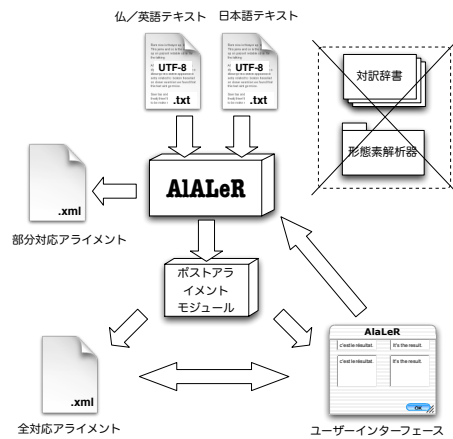 仏／英語テキスト
日本語テキスト
UTF-8
.txt
UTF-8
.txt
対訳辞書
形態素解析器
AlALeR
.xml
部分対応アライメント
ポストアラ
イメント
モジュール
AlaLeR
c'est le résultat.
It's the result.
c'est le résultat.
It's the result.
OK
.xml
全対応アライメント
ユーザーインターフェース